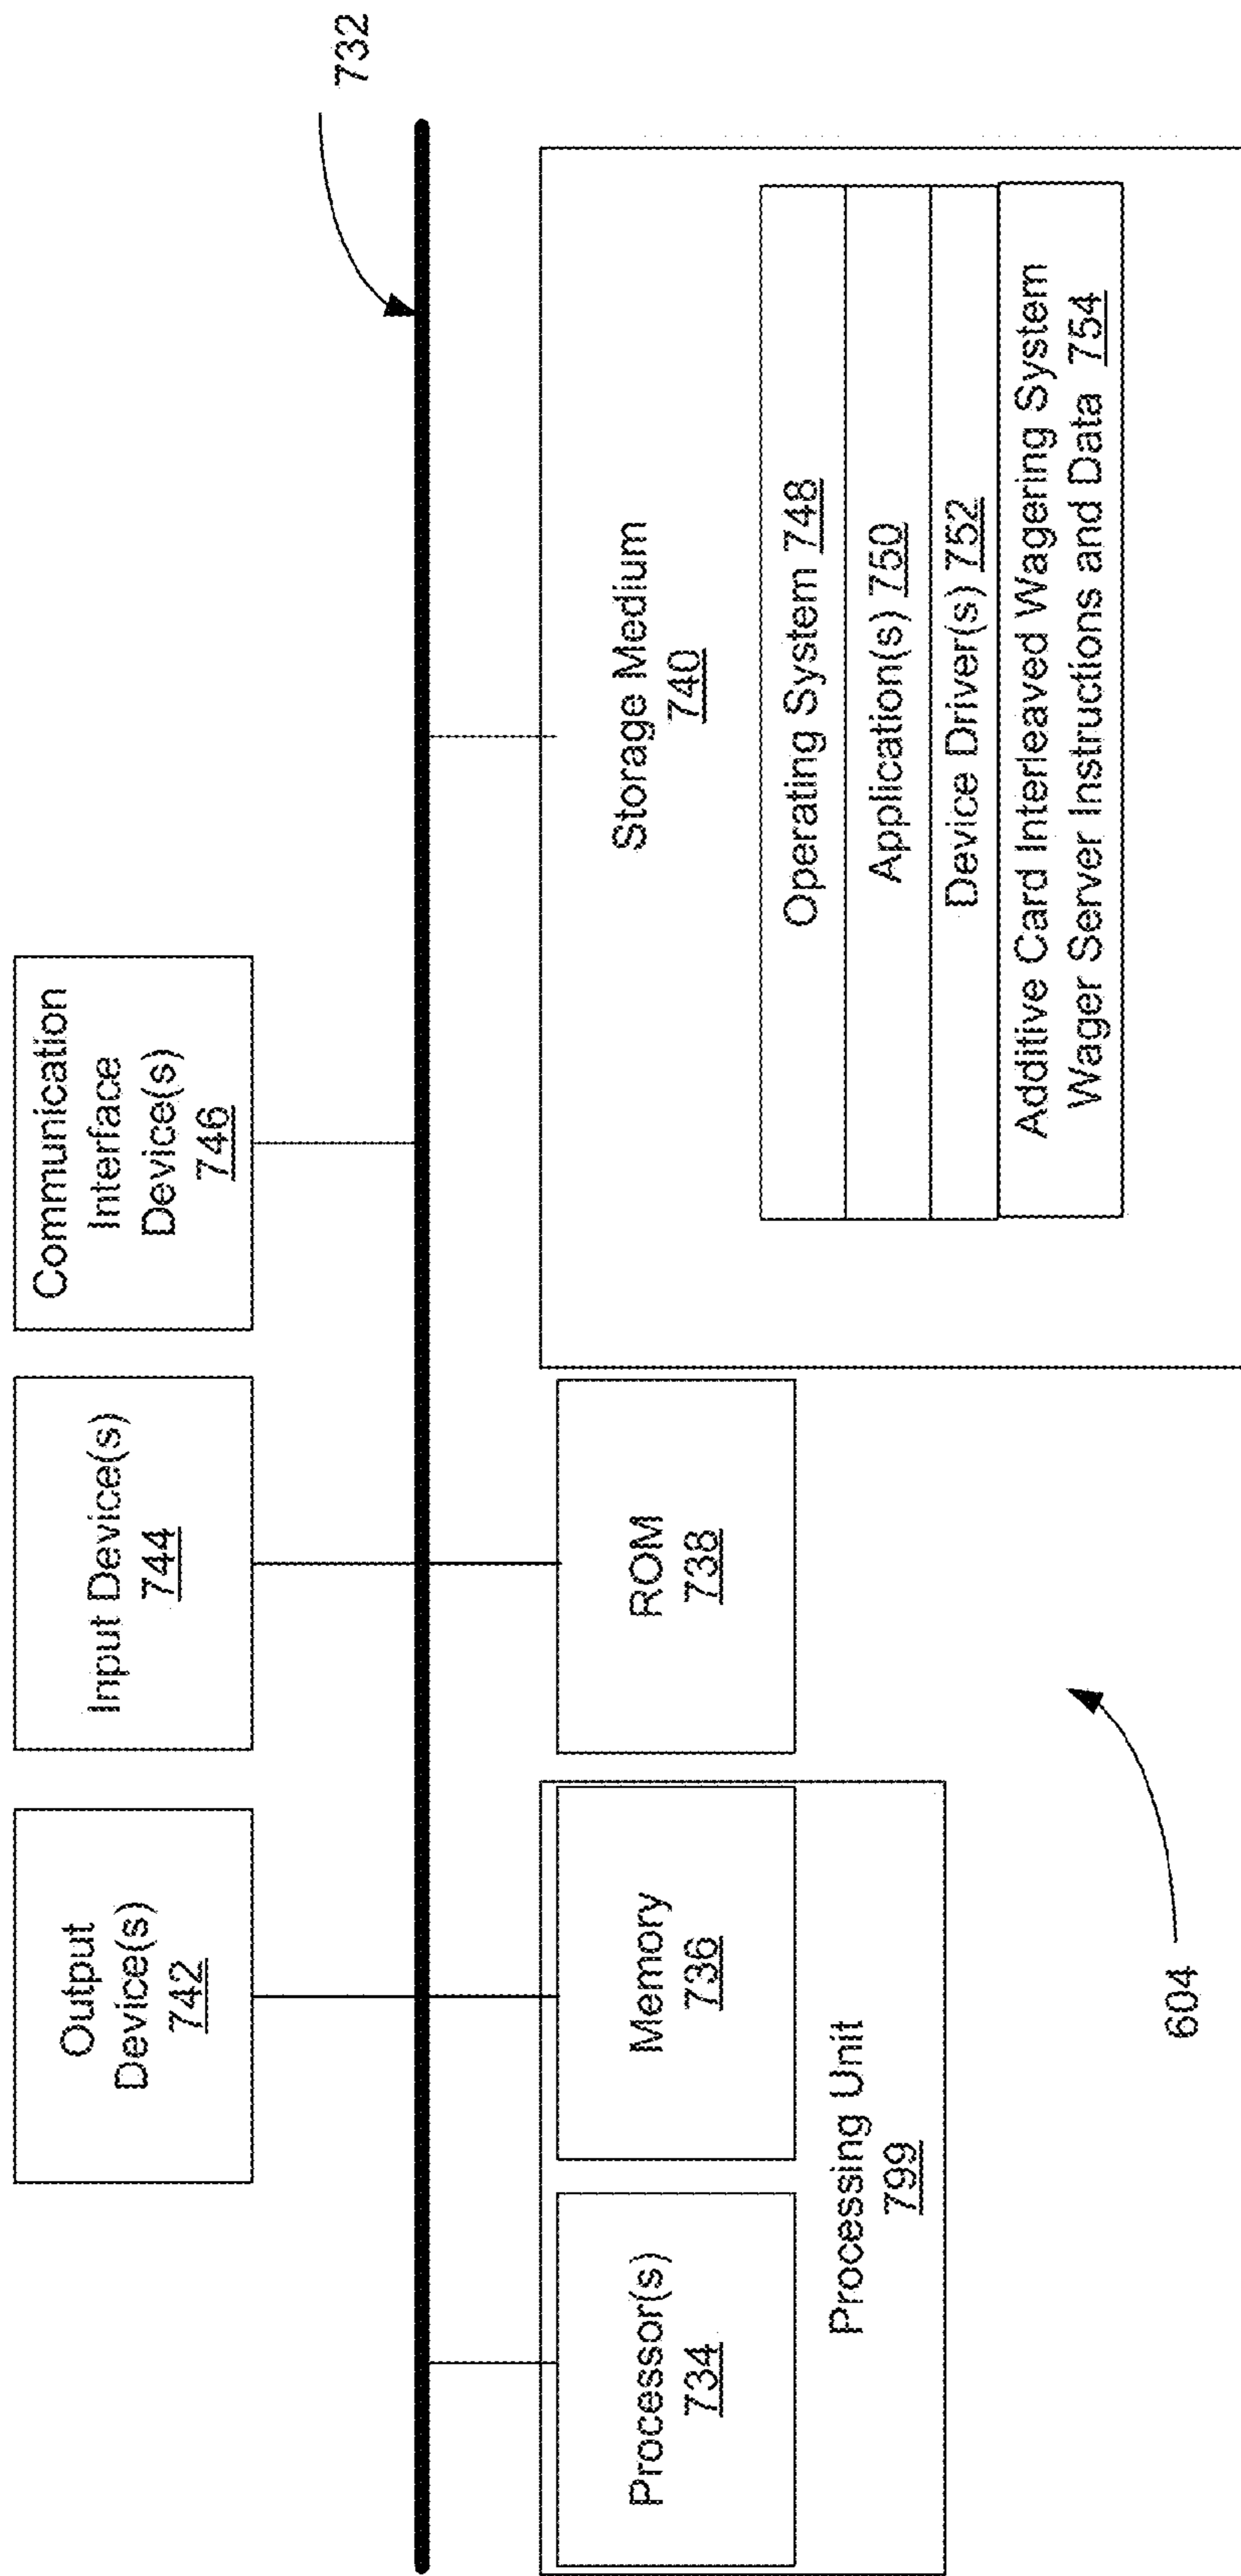 732
Output
Device(s)
742
Input Device(s)
744
Communication
Interface
Device(s)
746
Processor(s)
734
Memory
736
Processing Unit
799
ROM
738
Storage Medium
740
Operating System 748
Application(s) 750
Device Driver(s) 752
Additive Card Interleaved Wagering System
Wager Server Instructions and Data 754
604